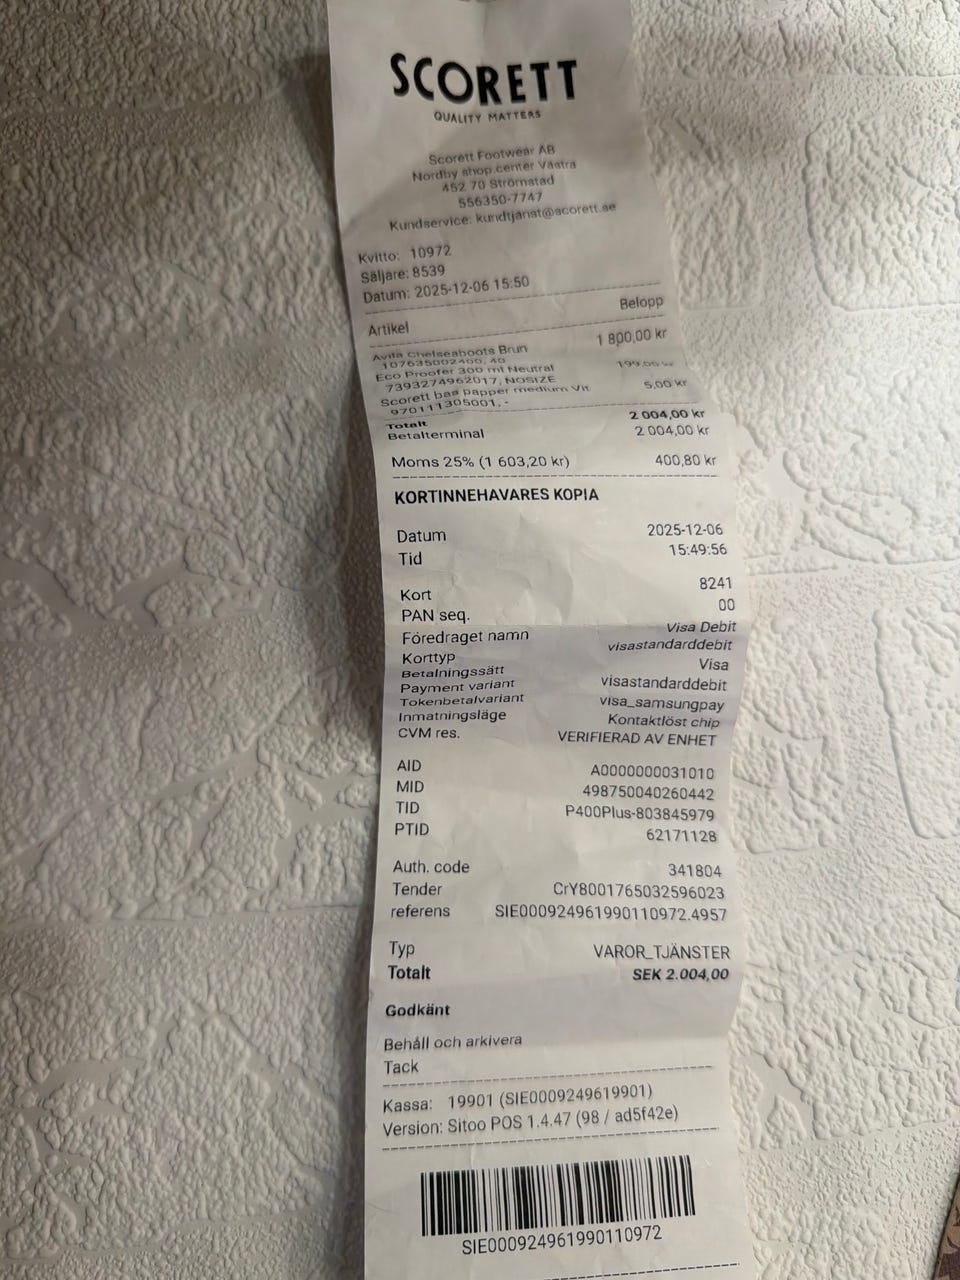 SCORETT
QUALITY MATTERS
Scorett Footwear AB
Nordby shop.center Västra
452 70 Strömstad
556350-7747
Kundservice: kundtjanst@scorett.se
Kvitto: 10972
Säljare: 8539
Datum: 2025-12-06 15:50
Artikel Belopp
Avila Chelseaboots Brun 1 800,00 kr
107635002400, 40
Eco Proofer 300 ml Neutral 199,00 kr
7393274962017, NOSIZE
Scorett bas papper medium Vit 5,00 kr
970111305001, -
Totalt 2 004,00 kr
Betalterminal 2 004,00 kr
Moms 25% (1 603,20 kr) 400,80 kr
KORTINNEHAVARES KOPIA
Datum 2025-12-06
Tid 15:49:56
Kort 8241
PAN seq. 00
Föredraget namn Visa Debit
Korttyp visastandarddebit
Betalningssätt Visa
Payment variant visastandarddebit
Tokenbetalvariant visa_samsungpay
Inmatningsläge Kontaktlöst chip
CVM res. VERIFIERAD AV ENHET
AID A0000000031010
MID 498750040260442
TID P400Plus-803845979
PTID 62171128
Auth. code 341804
Tender CrY8001765032596023
referens SIE000924961990110972.4957
Typ VAROR_TJÄNSTER
Totalt SEK 2.004,00
Godkänt
Behåll och arkivera
Tack
Kassa: 19901 (SIE0009249619901)
Version: Sitoo POS 1.4.47 (98 / ad5f42e)
SIE000924961990110972